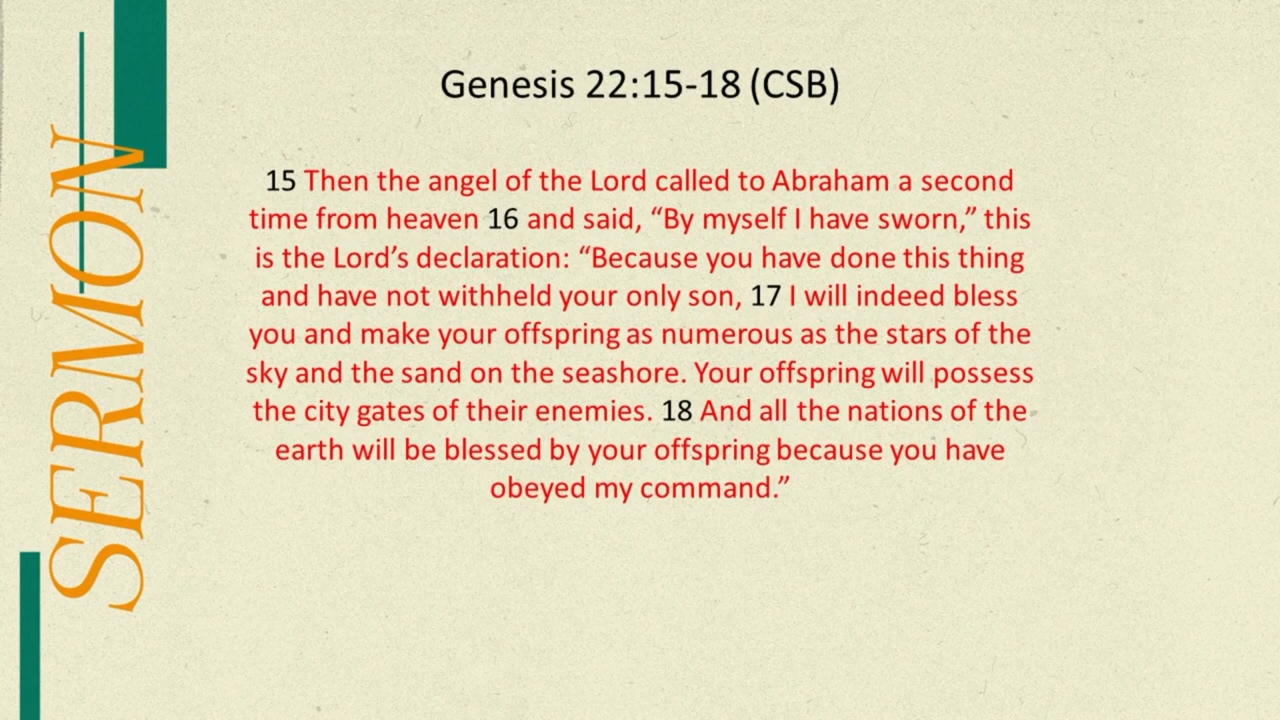 SERMON
Genesis 22:15-18 (CSB)
15 Then the angel of the Lord called to Abraham a second
time from heaven 16 and said, “By myself I have sworn,” this
is the Lord’s declaration: “Because you have done this thing
and have not withheld your only son, 17 I will indeed bless
you and make your offspring as numerous as the stars of the
sky and the sand on the seashore. Your offspring will possess
the city gates of their enemies. 18 And all the nations of the
earth will be blessed by your offspring because you have
obeyed my command.”